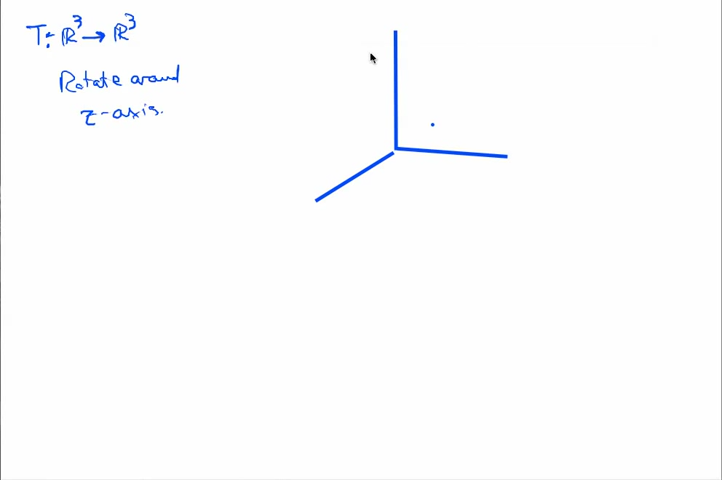 T: ℝ³ → ℝ³
Rotate around
z-axis.